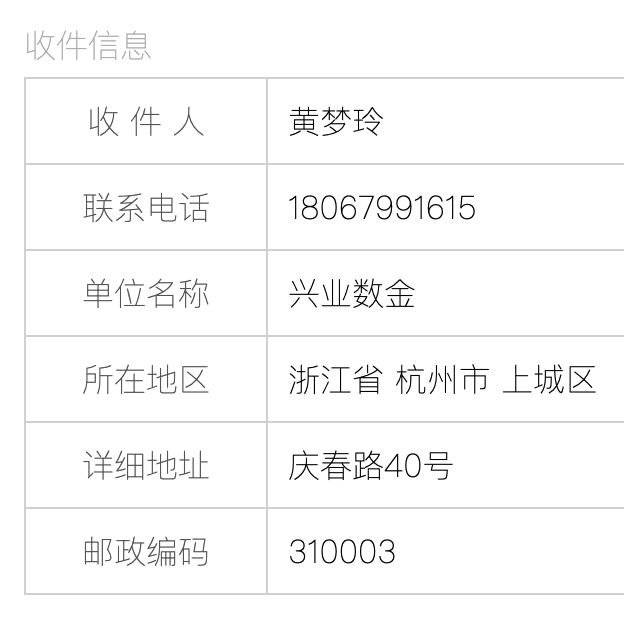 收件信息
收 件 人 黄梦玲
联系电话 18067991615
单位名称 兴业数金
所在地区 浙江省 杭州市 上城区
详细地址 庆春路40号
邮政编码 310003